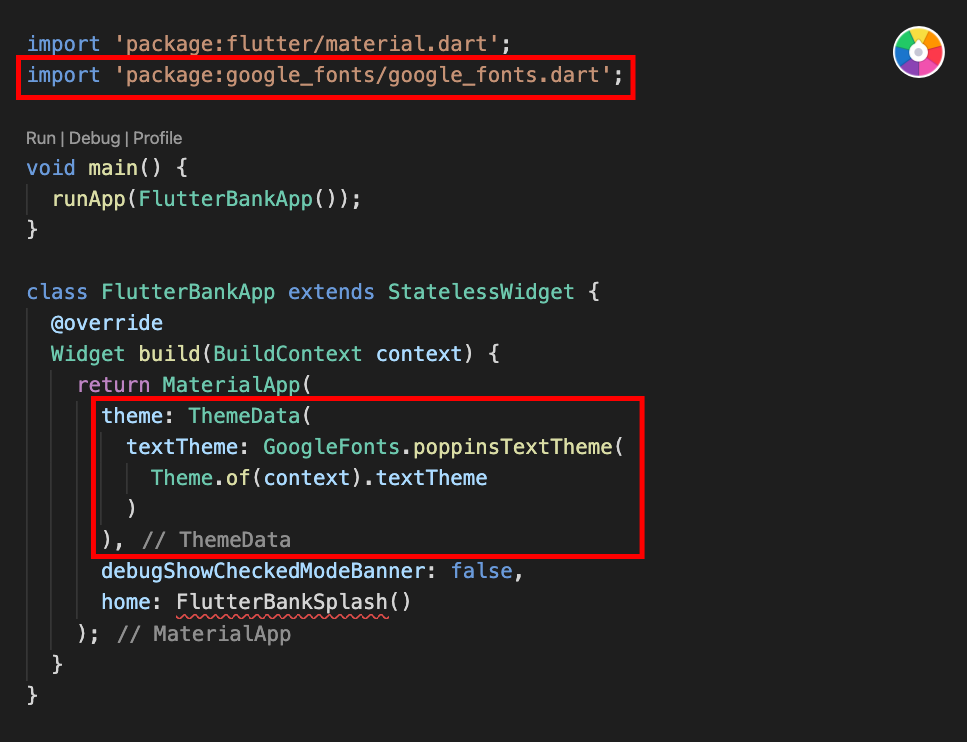 import 'package:flutter/material.dart';
import 'package:google_fonts/google_fonts.dart';
Run | Debug | Profile
void main() {
  runApp(FlutterBankApp());
}
class FlutterBankApp extends StatelessWidget {
  @override
  Widget build(BuildContext context) {
    return MaterialApp(
      theme: ThemeData(
        textTheme: GoogleFonts.poppinsTextTheme(
          Theme.of(context).textTheme
        )
      ), // ThemeData
      debugShowCheckedModeBanner: false,
      home: FlutterBankSplash()
    ); // MaterialApp
  }
}